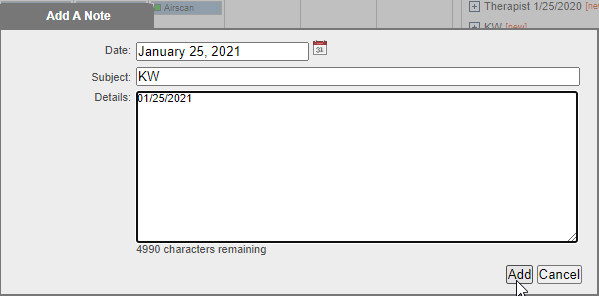 Airscan
Therapist 1/25/2020 [new
KW [new]
Add A Note
Date: January 25, 2021
31
Subject: KW
Details: 01/25/2021
4990 characters remaining
Add Cancel